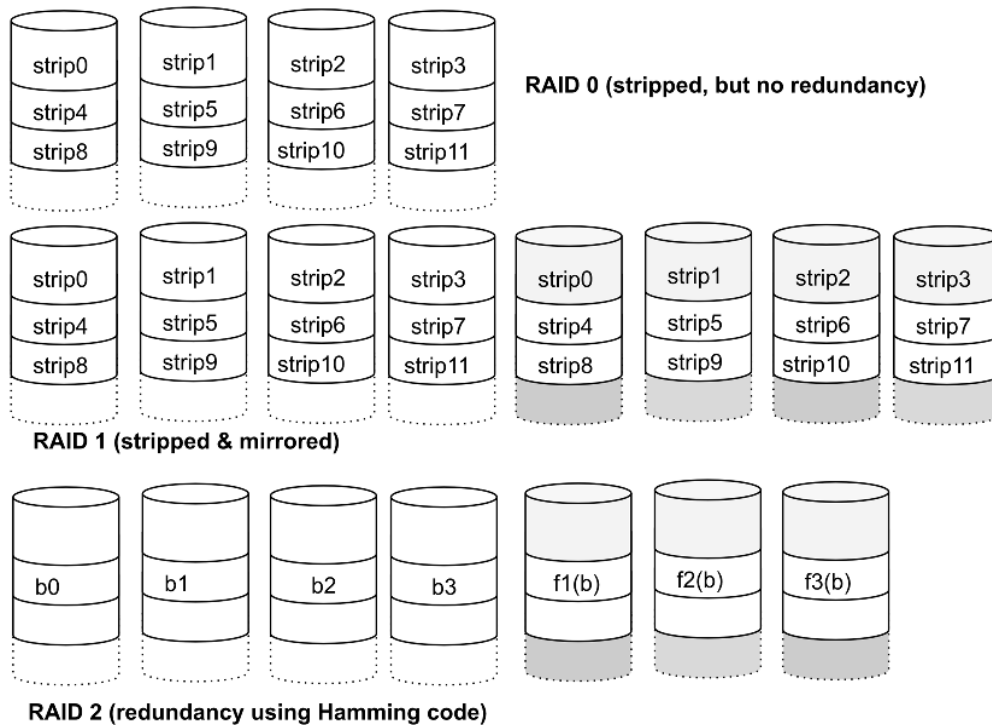 strip0 strip1 strip2 strip3
RAID 0 (stripped, but no redundancy)
strip4 strip5 strip6 strip7
strip8 strip9 strip10 strip11
strip0 strip1 strip2 strip3 strip0 strip1 strip2 strip3
strip4 strip5 strip6 strip7 strip4 strip5 strip6 strip7
strip8 strip9 strip10 strip11 strip8 strip9 strip10 strip11
RAID 1 (stripped & mirrored)
b0 b1 b2 b3 f1(b) f2(b) f3(b)
RAID 2 (redundancy using Hamming code)